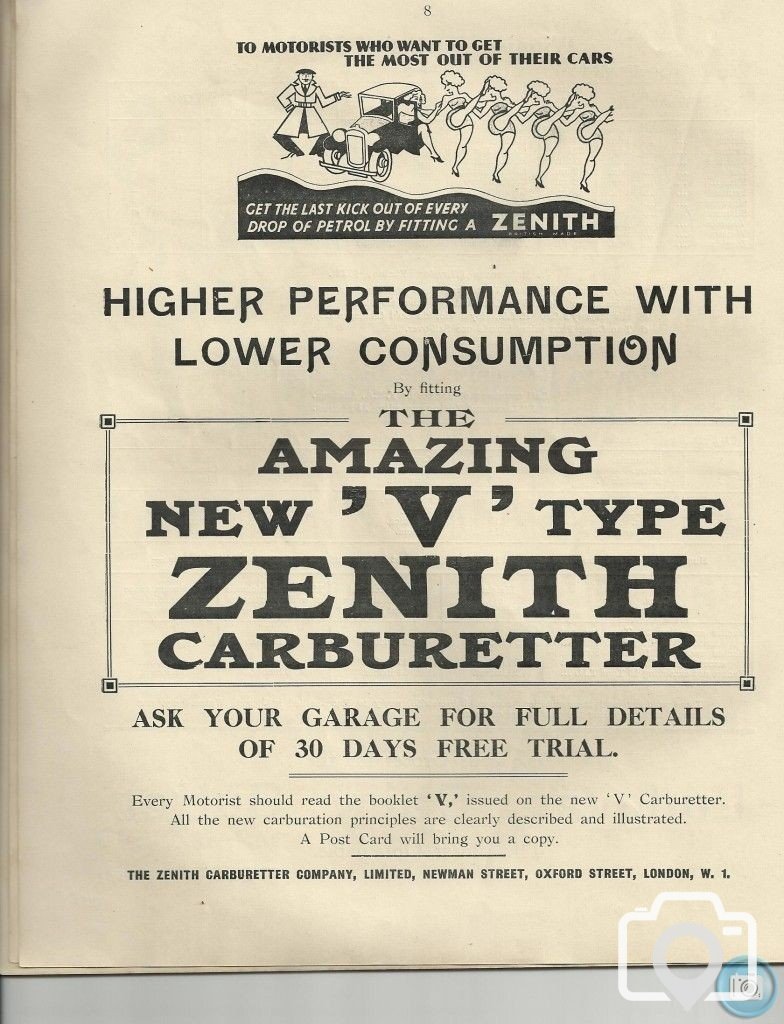 8
TO MOTORISTS WHO WANT TO GET
THE MOST OUT OF THEIR CARS
GET THE LAST KICK OUT OF EVERY
DROP OF PETROL BY FITTING A ZENITH
BRITISH MADE
HIGHER PERFORMANCE WITH
LOWER CONSUMPTION
By fitting
THE
AMAZING
NEW 'V' TYPE
ZENITH
CARBURETTER
ASK YOUR GARAGE FOR FULL DETAILS
OF 30 DAYS FREE TRIAL.
Every Motorist should read the booklet 'V,' issued on the new 'V' Carburetter.
All the new carburation principles are clearly described and illustrated.
A Post Card will bring you a copy.
THE ZENITH CARBURETTER COMPANY, LIMITED, NEWMAN STREET, OXFORD STREET, LONDON, W. 1.